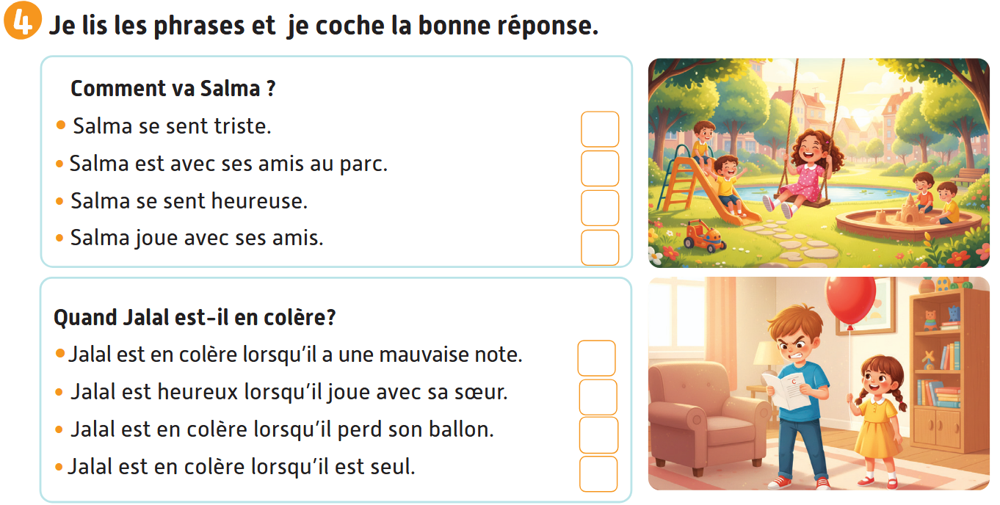 4 Je lis les phrases et je coche la bonne réponse.
Comment va Salma ?
• Salma se sent triste.
• Salma est avec ses amis au parc.
• Salma se sent heureuse.
• Salma joue avec ses amis.
Quand Jalal est-il en colère?
• Jalal est en colère lorsqu'il a une mauvaise note.
• Jalal est heureux lorsqu'il joue avec sa sœur.
• Jalal est en colère lorsqu'il perd son ballon.
• Jalal est en colère lorsqu'il est seul.
C